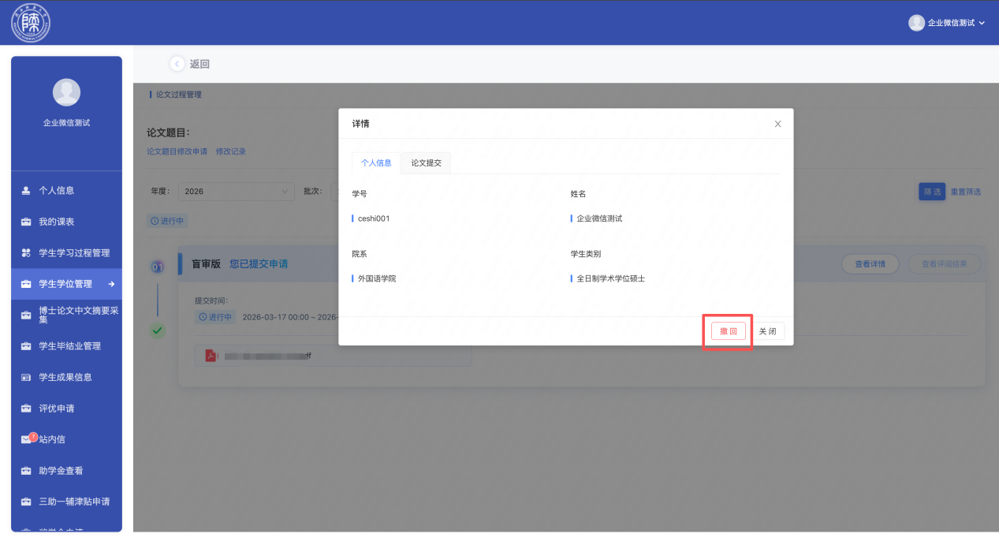 企业微信测试
返回
企业微信测试
个人信息
我的课表
学生学习过程管理
学生学位管理
博士论文中文摘要采
集
学生毕结业管理
学生成果信息
评优申请
7
站内信
助学金查看
三助一辅津贴申请
论文过程管理
论文题目:
论文题目修改申请 修改记录
年度: 2026 批次:
筛 选 重置筛选
进行中
01
盲审版 您已提交申请
查看详情 查看评阅结果
提交时间:
进行中 2026-03-17 00:00 ~ 2026-
详情
个人信息 论文提交
学号 姓名
ceshi001 企业微信测试
院系 学生类别
外国语学院 全日制学术学位硕士
撤 回 关 闭